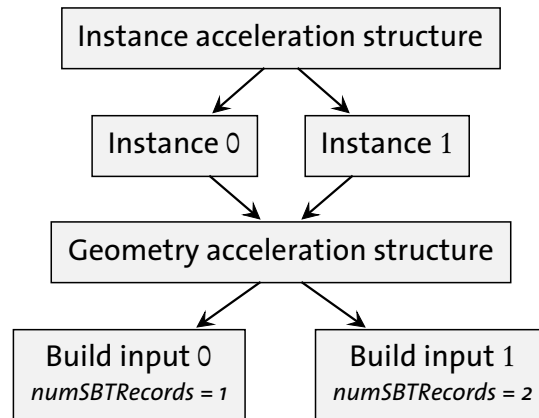 Instance acceleration structure
Instance 0
Instance 1
Geometry acceleration structure
Build input 0
numSBTRecords = 1
Build input 1
numSBTRecords = 2